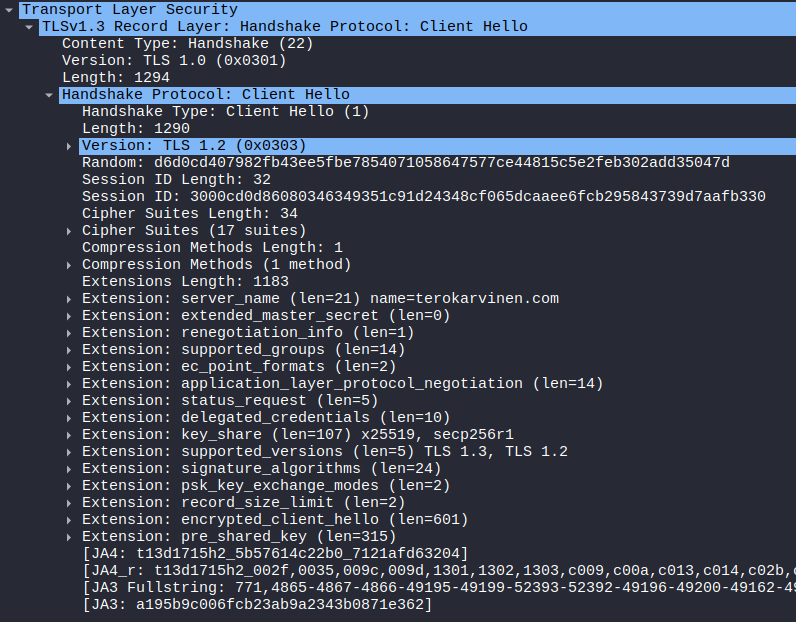 Transport Layer Security
TLSv1.3 Record Layer: Handshake Protocol: Client Hello
Content Type: Handshake (22)
Version: TLS 1.0 (0x0301)
Length: 1294
Handshake Protocol: Client Hello
Handshake Type: Client Hello (1)
Length: 1290
Version: TLS 1.2 (0x0303)
Random: d6d0cd407982fb43ee5fbe7854071058647577ce44815c5e2feb302add35047d
Session ID Length: 32
Session ID: 3000cd0d86080346349351c91d24348cf065dcaaee6fcb295843739d7aafb330
Cipher Suites Length: 34
Cipher Suites (17 suites)
Compression Methods Length: 1
Compression Methods (1 method)
Extensions Length: 1183
Extension: server_name (len=21) name=terokarvinen.com
Extension: extended_master_secret (len=0)
Extension: renegotiation_info (len=1)
Extension: supported_groups (len=14)
Extension: ec_point_formats (len=2)
Extension: application_layer_protocol_negotiation (len=14)
Extension: status_request (len=5)
Extension: delegated_credentials (len=10)
Extension: key_share (len=107) x25519, secp256r1
Extension: supported_versions (len=5) TLS 1.3, TLS 1.2
Extension: signature_algorithms (len=24)
Extension: psk_key_exchange_modes (len=2)
Extension: record_size_limit (len=2)
Extension: encrypted_client_hello (len=601)
Extension: pre_shared_key (len=315)
[JA4: t13d1715h2_5b57614c22b0_7121afd63204]
[JA4_r: t13d1715h2_002f,0035,009c,009d,1301,1302,1303,c009,c00a,c013,c014,c02b,
[JA3 Fullstring: 771,4865-4867-4866-49195-49199-52393-52392-49196-49200-49162-
[JA3: a195b9c006fcb23ab9a2343b0871e362]